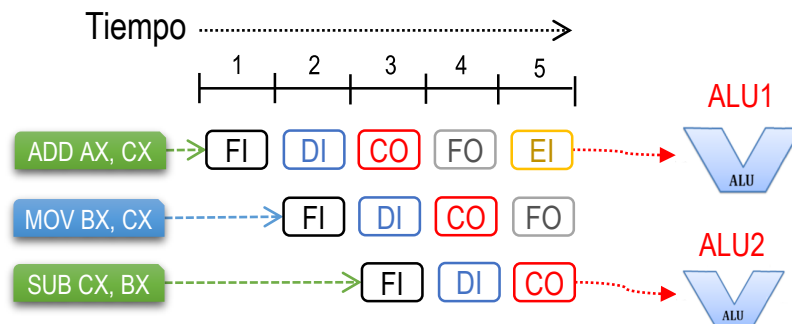 Tiempo
1 2 3 4 5
ALU1
ADD AX, CX FI DI CO FO EI
ALU
MOV BX, CX FI DI CO FO
ALU2
SUB CX, BX FI DI CO
ALU